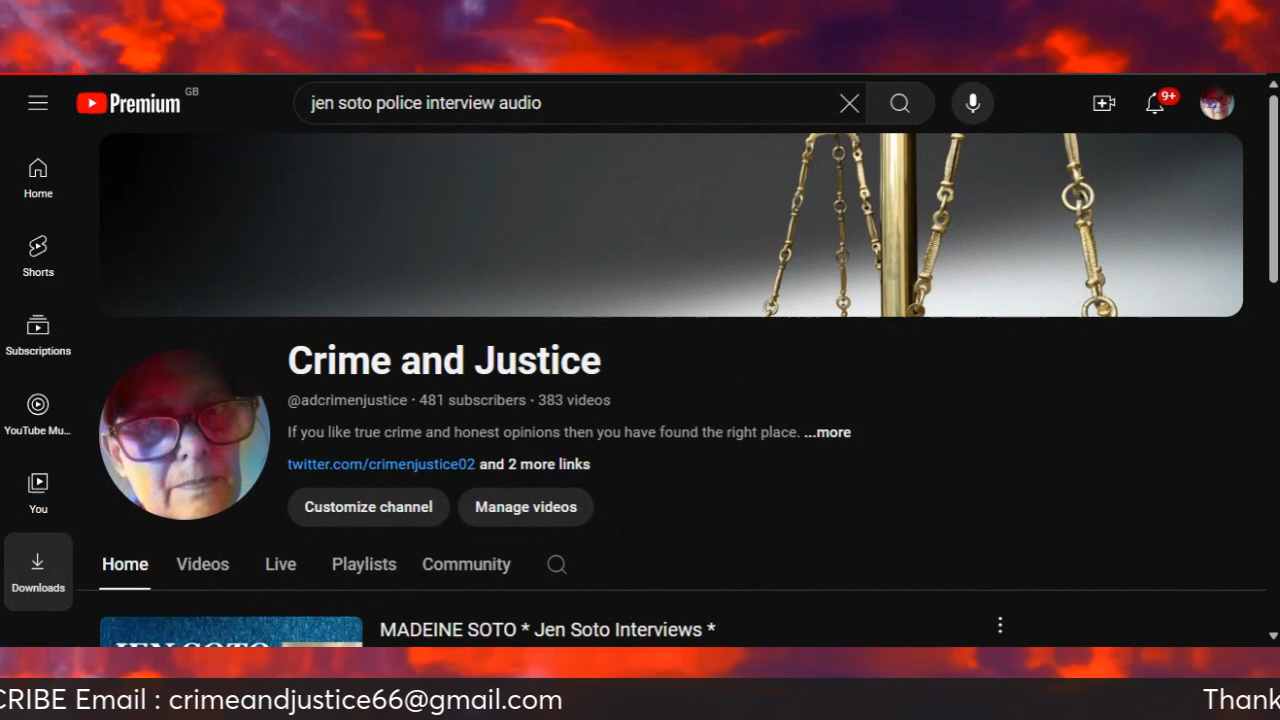 Premium GB
jen soto police interview audio
9+
Home
Shorts
Subscriptions
YouTube Mu...
You
Downloads
Crime and Justice
@adcrimenjustice · 481 subscribers · 383 videos
If you like true crime and honest opinions then you have found the right place. ...more
twitter.com/crimenjustice02 and 2 more links
Customize channel Manage videos
Home Videos Live Playlists Community
JEN SOTO
MADEINE SOTO * Jen Soto Interviews *
CRIBE Email : crimeandjustice66@gmail.com
Thank